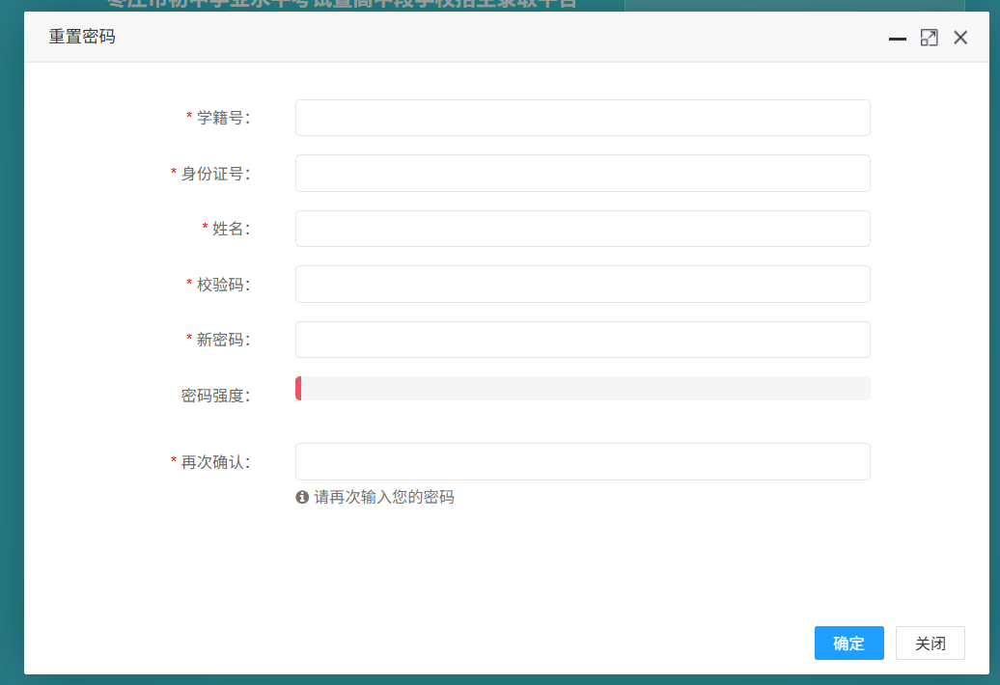 重置密码
* 学籍号：
* 身份证号：
* 姓名：
* 校验码：
* 新密码：
密码强度：
* 再次确认：
请再次输入您的密码
确定
关闭